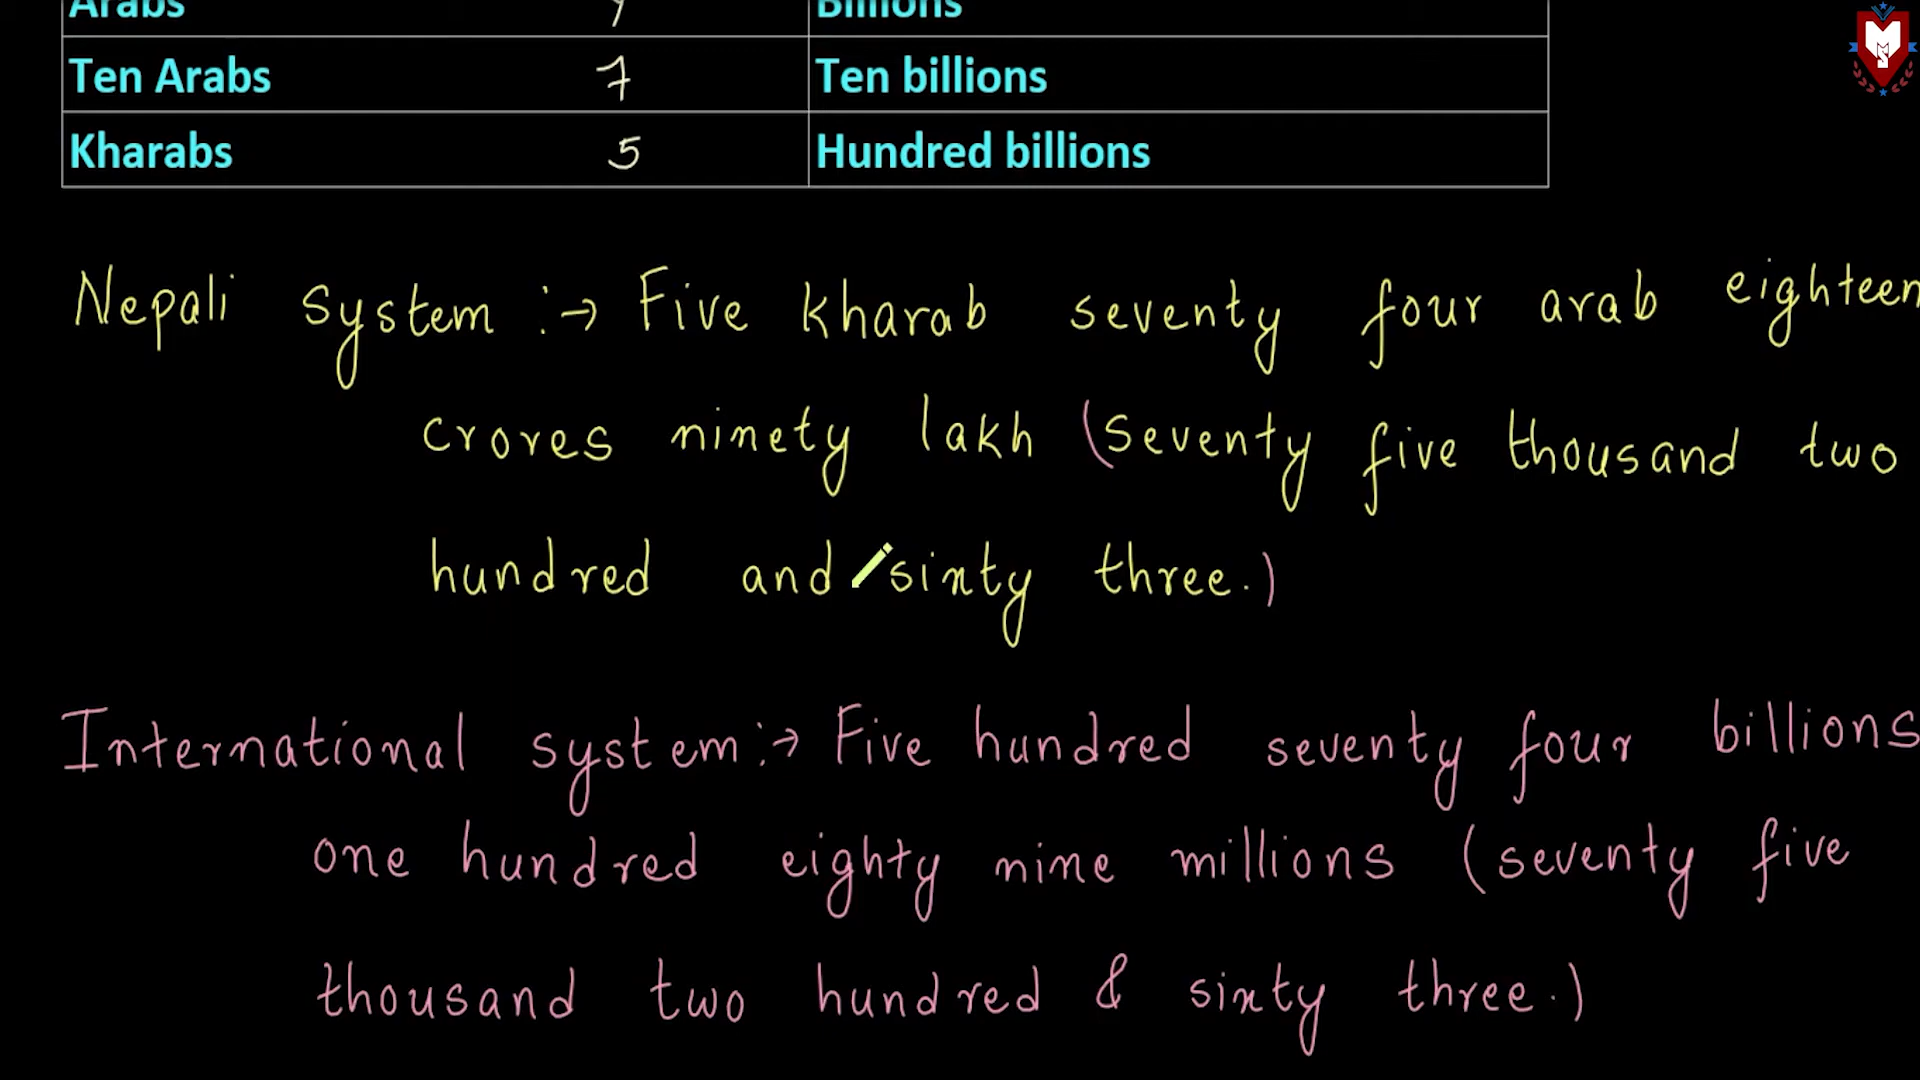 Arabs Billions
Ten Arabs 7 Ten billions
Kharabs 5 Hundred billions
Nepali system :→ Five kharab seventy four arab eighteen
crores ninety lakh (seventy five thousand two
hundred and sixty three.)
International system :→ Five hundred seventy four billions
one hundred eighty nine millions (seventy five
thousand two hundred & sixty three.)